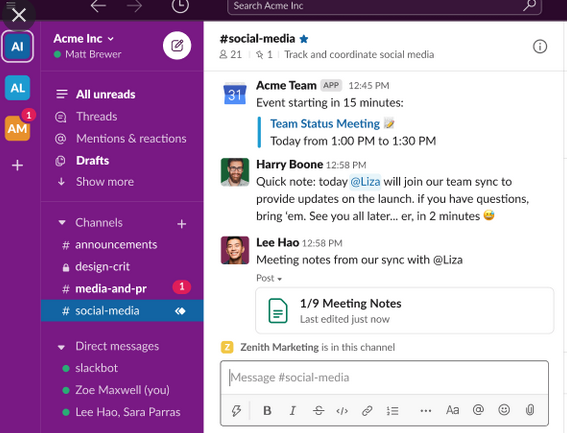 Search Acme Inc
AI
AL
AM
1
Acme Inc
Matt Brewer
All unreads
Threads
Mentions & reactions
Drafts
Show more
Channels
# announcements
design-crit
# media-and-pr 1
# social-media
Direct messages
slackbot
Zoe Maxwell (you)
Lee Hao, Sara Parras
#social-media
21 | 1 | Track and coordinate social media
31
Acme Team APP 12:45 PM
Event starting in 15 minutes:
Team Status Meeting 📝
Today from 1:00 PM to 1:30 PM
Harry Boone 12:58 PM
Quick note: today @Liza will join our team sync to
provide updates on the launch. if you have questions,
bring 'em. See you all later... er, in 2 minutes 😅
Lee Hao 12:58 PM
Meeting notes from our sync with @Liza
Post
1/9 Meeting Notes
Last edited just now
Z Zenith Marketing is in this channel
Message #social-media
B I S </> Aa @